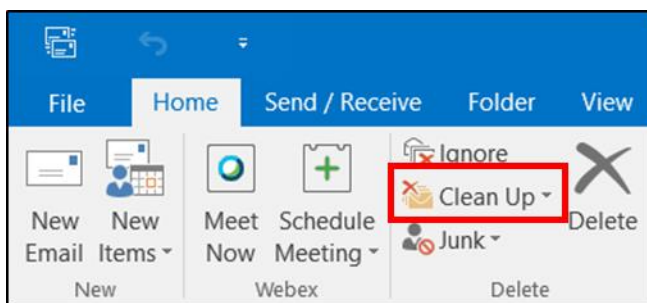 File Home Send / Receive Folder View
New Email
New Items
Meet Now
Schedule Meeting
Ignore
Clean Up
Junk
Delete
New Webex Delete